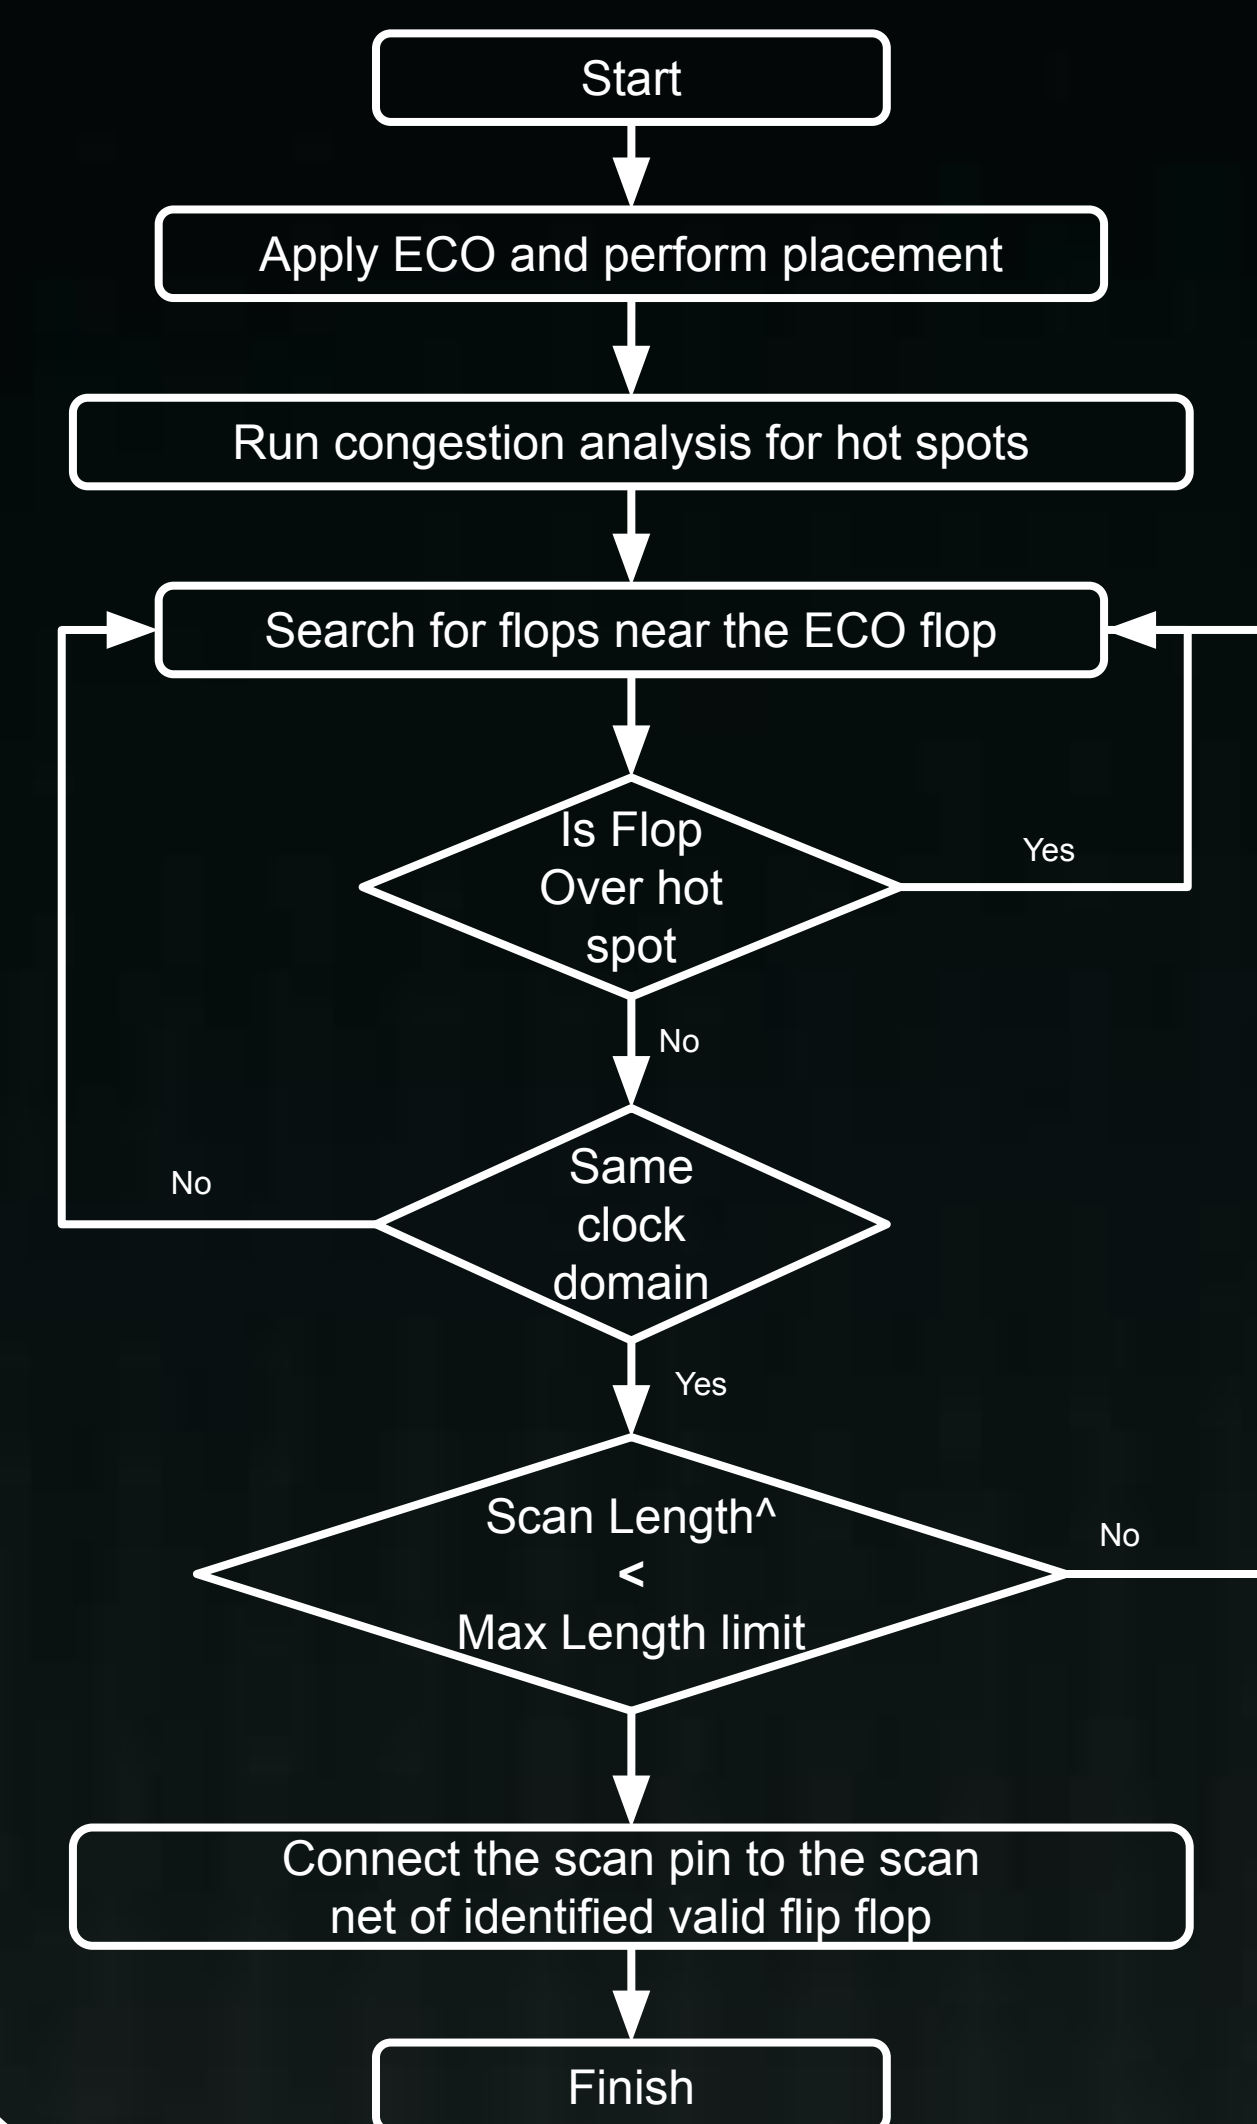 Start
Apply ECO and perform placement
Run congestion analysis for hot spots
Search for flops near the ECO flop
Is Flop
Over hot
spot
Yes
No
Same
clock
domain
No
Yes
Scan Length^
<
Max Length limit
No
Connect the scan pin to the scan
net of identified valid flip flop
Finish